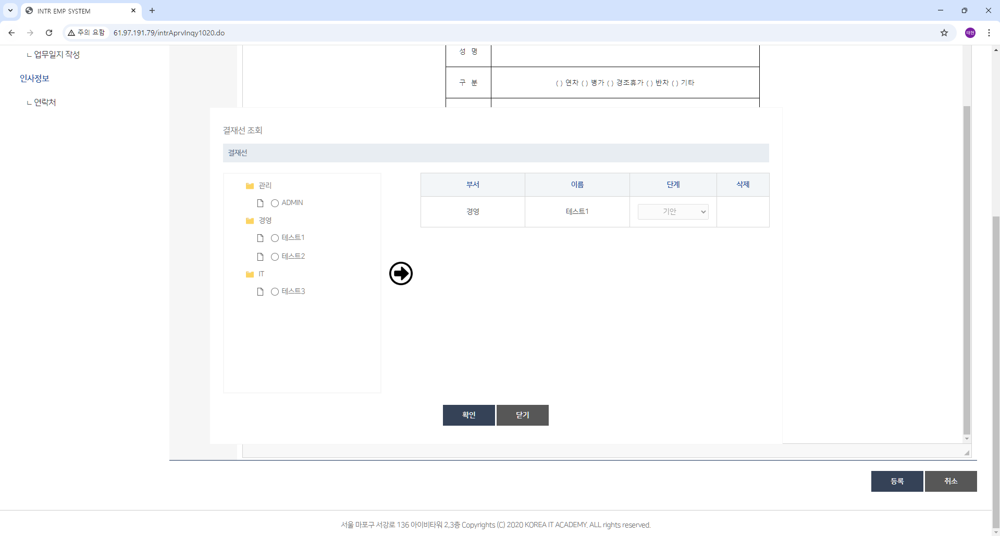 INTR EMP SYSTEM
주의 요함 61.97.191.79/intrAprvInqy1020.do
태현
ㄴ 업무일지 작성
인사정보
ㄴ 연락처
성 명
구 분 ( ) 연차 ( ) 병가 ( ) 경조휴가 ( ) 반차 ( ) 기타
결재선 조회
결재선
관리
ADMIN
경영
테스트1
테스트2
IT
테스트3
부서 이름 단계 삭제
경영 테스트1 기안
확인 닫기
등록 취소
서울 마포구 서강로 136 아이비타워 2,3층 Copyrights (C) 2020 KOREA IT ACADEMY. ALL rights reserved.